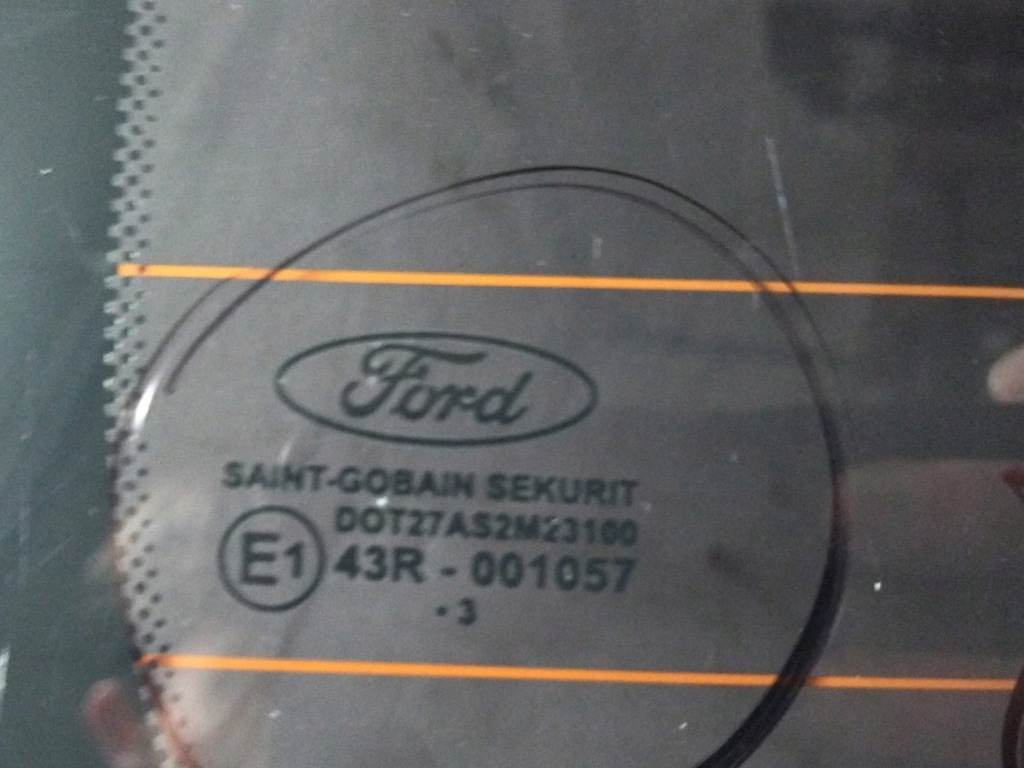 Ford
SAINT-GOBAIN SEKURIT
DOT27AS2M23100
E1 43R - 001057
·3